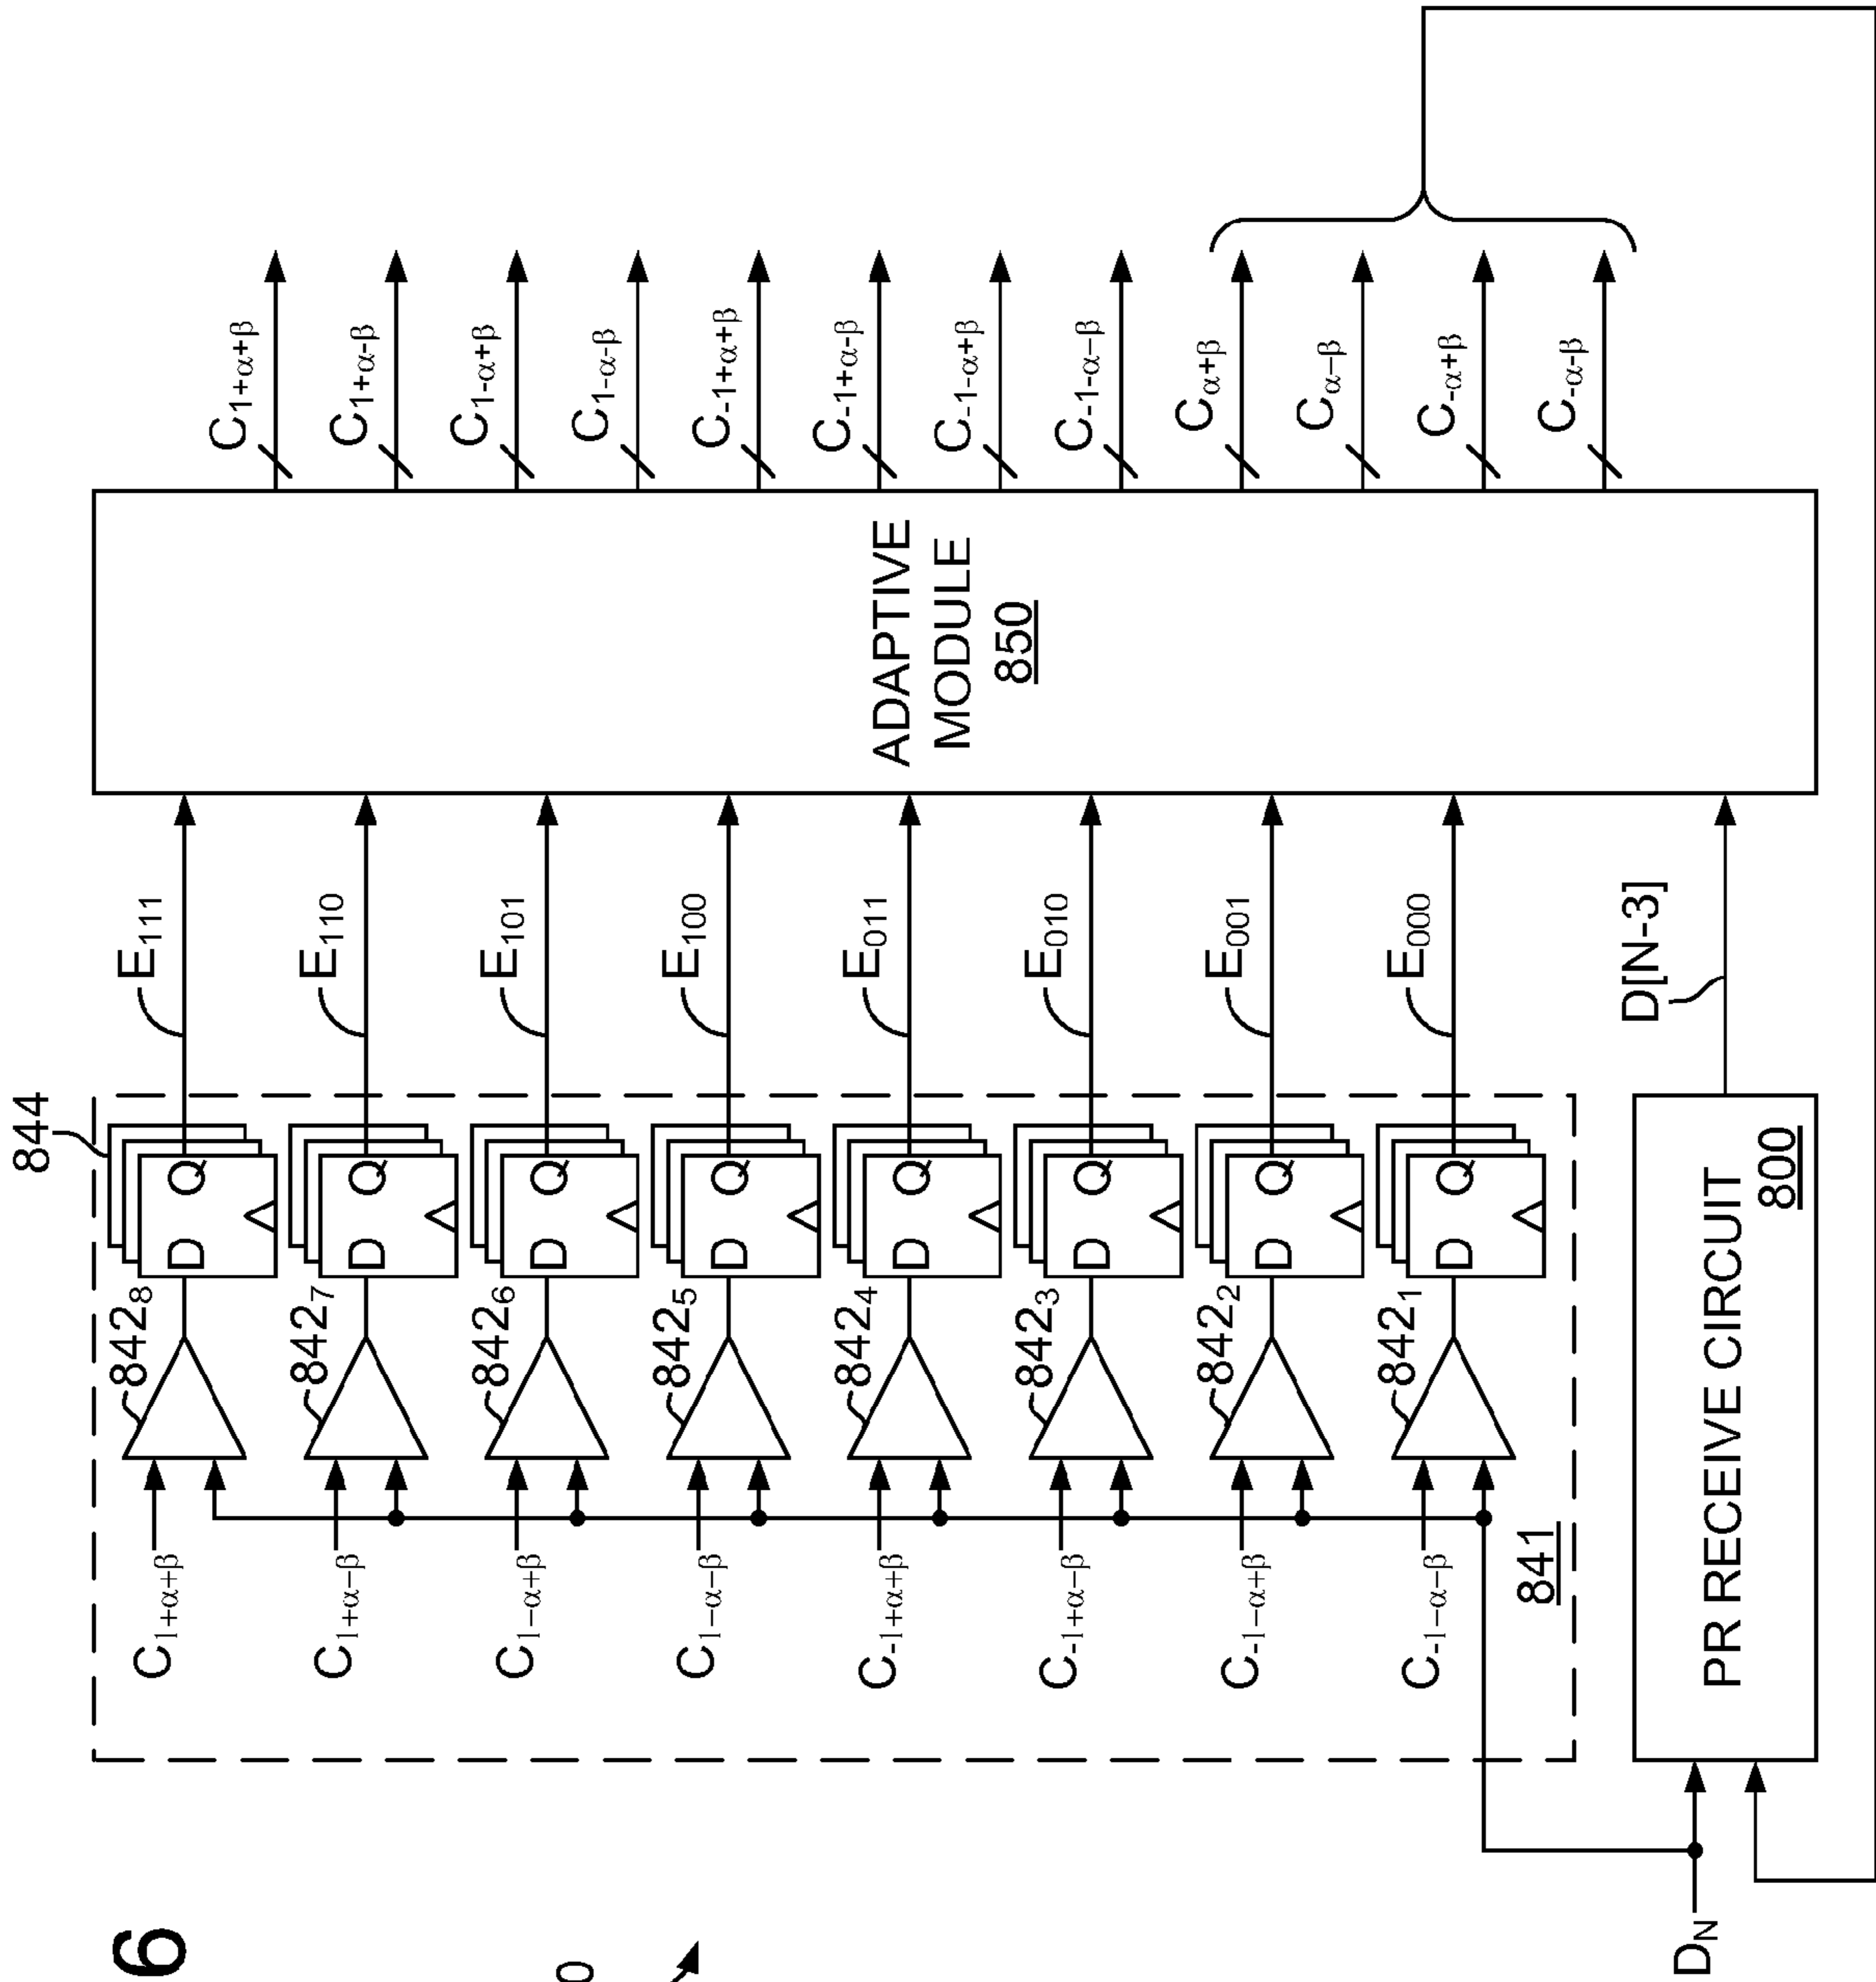 6
0
844
C1+α+β
8428
D Q
E111
C1+α−β
8427
D Q
E110
C1−α+β
8426
D Q
E101
C1−α−β
8425
D Q
E100
C-1+α+β
8424
D Q
E011
C-1+α−β
8423
D Q
E010
C-1−α+β
8422
D Q
E001
C-1−α−β
8421
D Q
E000
841
DN
PR RECEIVE CIRCUIT
800
D[N-3]
ADAPTIVE
MODULE
850
C1+α+β
C1+α-β
C1-α+β
C1-α-β
C-1+α+β
C-1+α-β
C-1-α+β
C-1-α−β
Cα+β
Cα−β
C-α+β
C-α-β